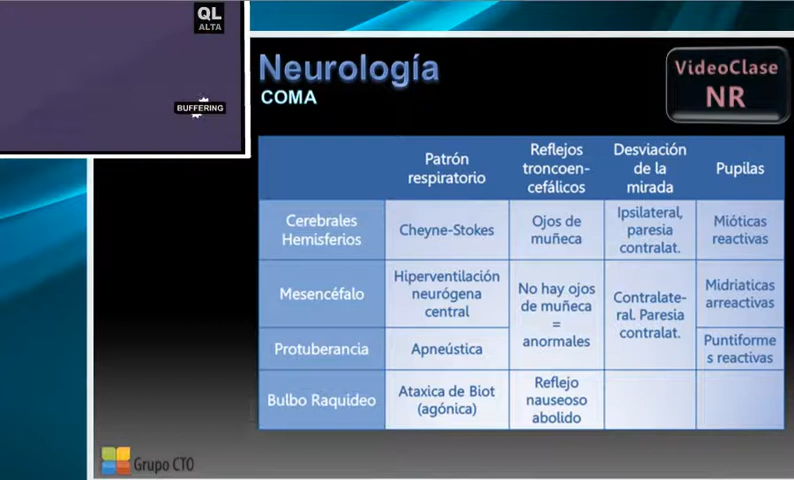 QL
ALTA
BUFFERING
Neurología
COMA
VideoClase
NR
Patrón
respiratorio
Reflejos
troncoen-
cefálicos
Desviación
de la
mirada
Pupilas
Cerebrales
Hemisferios
Cheyne-Stokes
Ojos de
muñeca
Ipsilateral,
paresia
contralat.
Mióticas
reactivas
Mesencéfalo
Hiperventilación
neurógena
central
No hay ojos
de muñeca
=
anormales
Contralate-
ral. Paresia
contralat.
Midriaticas
arreactivas
Protuberancia
Apneústica
Puntiforme
s reactivas
Bulbo Raquideo
Ataxica de Biot
(agónica)
Reflejo
nauseoso
abolido
Grupo CTO